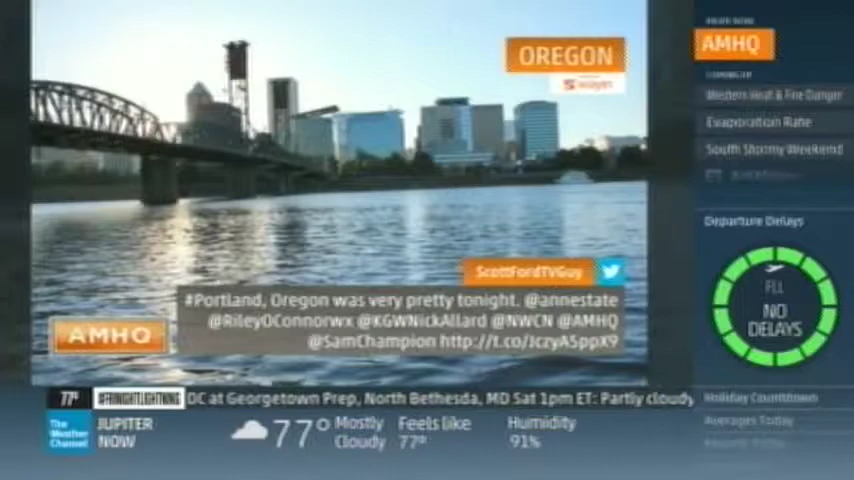 OREGON
AMHQ
Western Heat & Fire Danger
Evaporation Rate
South Stormy Weekend
Departure Delays
FLL
NO
DELAYS
ScottFordTVGuy
#Portland, Oregon was very pretty tonight. @annestate
@RileyOConnorwx @KGWNickAllard @NWCN @AMHQ
@SamChampion http://t.co/JczyA5ppX9
AMHQ
77°
DC at Georgetown Prep, North Bethesda, MD Sat 1pm ET: Partly cloudy
Holiday Countdown
Averages Today
The
Weather
Channel
JUPITER
NOW
77°
Mostly
Cloudy
Feels like
77°
Humidity
91%